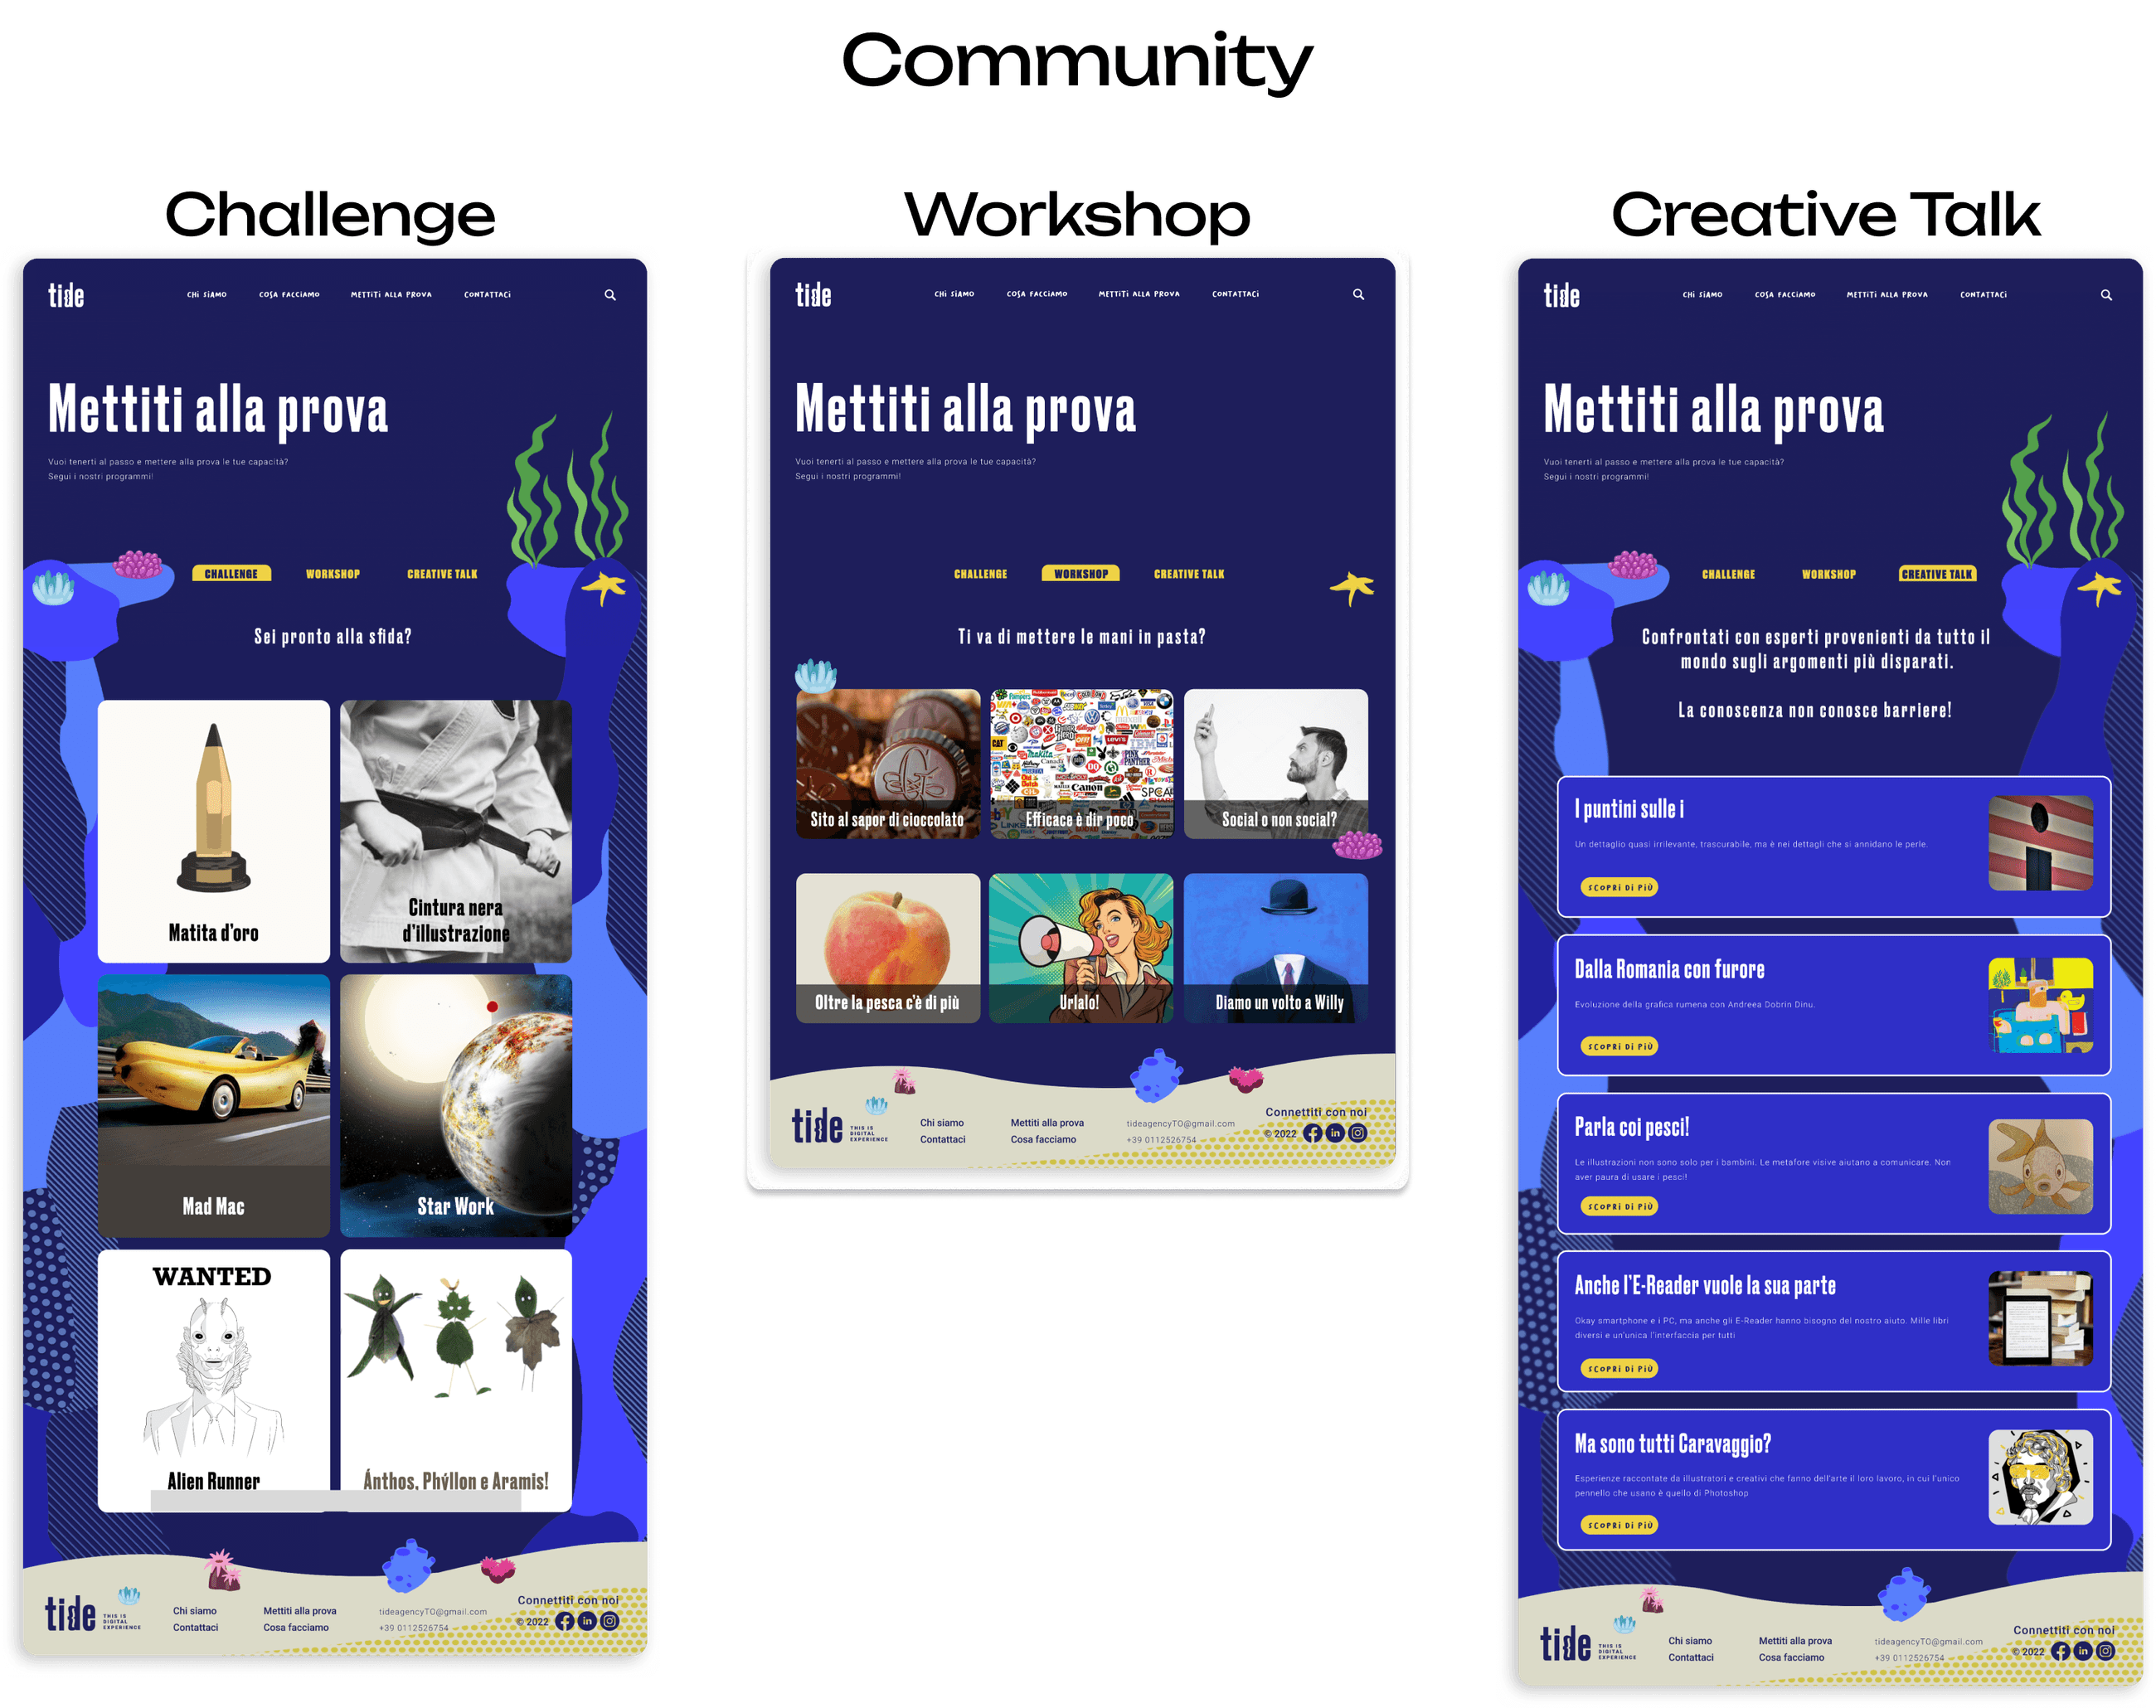 Community
Challenge
tide
CHI SIAMO
COSA FACCIAMO
METTITI ALLA PROVA
CONTATTACI
Mettiti alla prova
Vuoi tenerti al passo e mettere alla prova le tue capacità?
Segui i nostri programmi!
CHALLENGE
WORKSHOP
CREATIVE TALK
Sei pronto alla sfida?
Matita d'oro
Cintura nera
d'illustrazione
Mad Mac
Star Work
WANTED
Alien Runner
Ánthos, Phýllon e Aramis!
tide
THIS IS
DIGITAL
EXPERIENCE
Chi siamo
Contattaci
Mettiti alla prova
Cosa facciamo
tideagencyTO@gmail.com
+39 0112526754
Connettiti con noi
© 2022
Workshop
tide
CHI SIAMO
COSA FACCIAMO
METTITI ALLA PROVA
CONTATTACI
Mettiti alla prova
Vuoi tenerti al passo e mettere alla prova le tue capacità?
Segui i nostri programmi!
CHALLENGE
WORKSHOP
CREATIVE TALK
Ti va di mettere le mani in pasta?
Sito al sapor di cioccolato
Pampers
SUBWAY
CAT
Makita
LEVI'S
IBM
PINK
PANTHER
Canon
SPCA
Efficace è dir poco
Social o non social?
Oltre la pesca c'è di più
Urlalo!
Diamo un volto a Willy
tide
THIS IS
DIGITAL
EXPERIENCE
Chi siamo
Contattaci
Mettiti alla prova
Cosa facciamo
tideagencyTO@gmail.com
+39 0112526754
Connettiti con noi
© 2022
Creative Talk
tide
CHI SIAMO
COSA FACCIAMO
METTITI ALLA PROVA
CONTATTACI
Mettiti alla prova
Vuoi tenerti al passo e mettere alla prova le tue capacità?
Segui i nostri programmi!
CHALLENGE
WORKSHOP
CREATIVE TALK
Confrontati con esperti provenienti da tutto il
mondo sugli argomenti più disparati.
La conoscenza non conosce barriere!
I puntini sulle i
Un dettaglio quasi irrilevante, trascurabile, ma è nei dettagli che si annidano le perle.
SCOPRI DI PIÙ
Dalla Romania con furore
Evoluzione della grafica rumena con Andreea Dobrin Dinu.
SCOPRI DI PIÙ
Parla coi pesci!
Le illustrazioni non sono solo per i bambini. Le metafore visive aiutano a comunicare. Non
aver paura di usare i pesci!
SCOPRI DI PIÙ
Anche l'E-Reader vuole la sua parte
Okay smartphone e i PC, ma anche gli E-Reader hanno bisogno del nostro aiuto. Mille libri
diversi e un'unica l'interfaccia per tutti
SCOPRI DI PIÙ
Ma sono tutti Caravaggio?
Esperienze raccontate da illustratori e creativi che fanno dell'arte il loro lavoro, in cui l'unico
pennello che usano è quello di Photoshop
SCOPRI DI PIÙ
tide
THIS IS
DIGITAL
EXPERIENCE
Chi siamo
Contattaci
Mettiti alla prova
Cosa facciamo
tideagencyTO@gmail.com
+39 0112526754
Connettiti con noi
© 2022